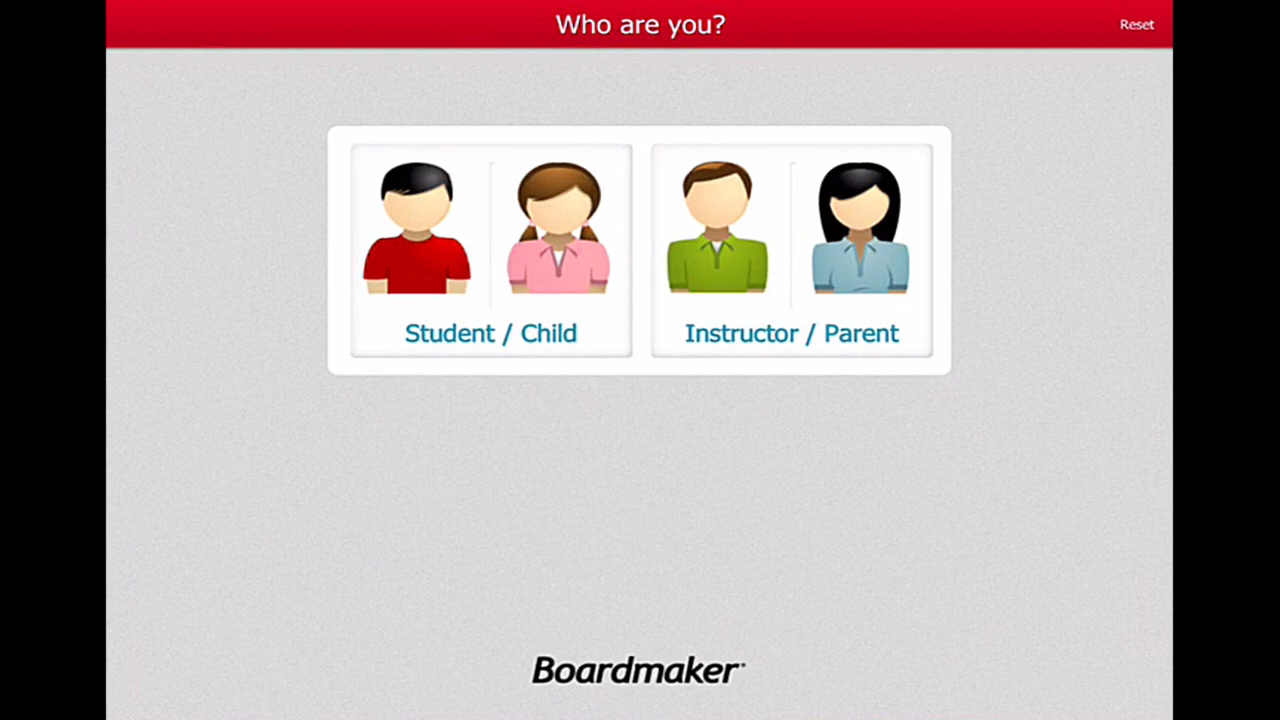 Who are you?
Reset
Student / Child
Instructor / Parent
Boardmaker